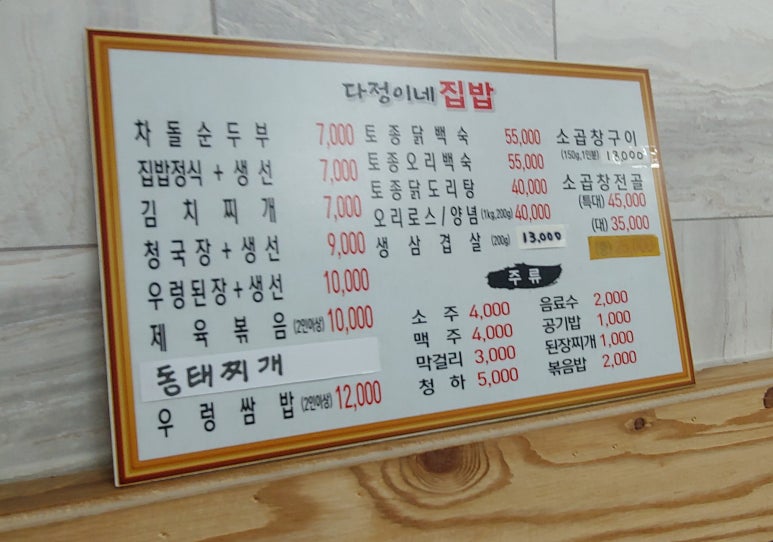 다정이네 집밥
차돌순두부 7,000
집밥정식 + 생선 7,000
김치찌개 7,000
청국장 + 생선 9,000
우렁된장 + 생선 10,000
제육볶음 (2인이상) 10,000
동태찌개
우렁쌈밥 (2인이상) 12,000
토종닭백숙 55,000
토종오리백숙 55,000
토종닭도리탕 40,000
오리로스/양념 (1kg,200g) 40,000
생삼겹살 (200g) 13,000
소곱창구이
(150g,1인분) 18,000
소곱창전골
(특대) 45,000
(대) 35,000
주류
소주 4,000
맥주 4,000
막걸리 3,000
청하 5,000
음료수 2,000
공기밥 1,000
된장찌개 1,000
볶음밥 2,000